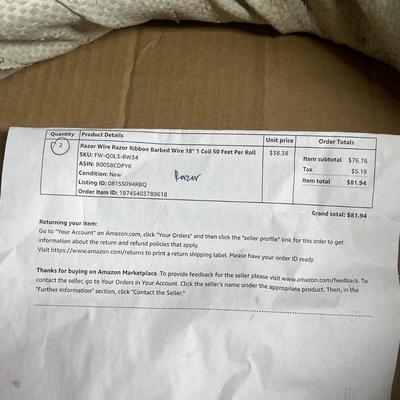 Quantity Product Details Unit price Order Totals
2 Razor Wire Razor Ribbon Barbed Wire 18" 1 Coil 50 Feet Per Roll $38.38
SKU: FW-Q0L3-BW34 Item subtotal $76.76
ASIN: B0058CDPYK Tax $5.18
Condition: New Razor Item total $81.94
Listing ID: 0815S094RBQ
Order Item ID: 19745403789618
Grand total: $81.94
Returning your item:
Go to "Your Account" on Amazon.com, click "Your Orders" and then click the "seller profile" link for this order to get
information about the return and refund policies that apply.
Visit https://www.amazon.com/returns to print a return shipping label. Please have your order ID ready.
Thanks for buying on Amazon Marketplace. To provide feedback for the seller please visit www.amazon.com/feedback. To
contact the seller, go to Your Orders in Your Account. Click the seller's name under the appropriate product. Then, in the
"Further Information" section, click "Contact the Seller."